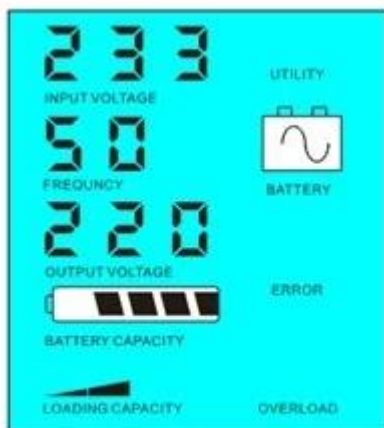 233
INPUT VOLTAGE
UTILITY
50
FREQUNCY
BATTERY
220
OUTPUT VOLTAGE
ERROR
BATTERY CAPACITY
LOADING CAPACITY
OVERLOAD